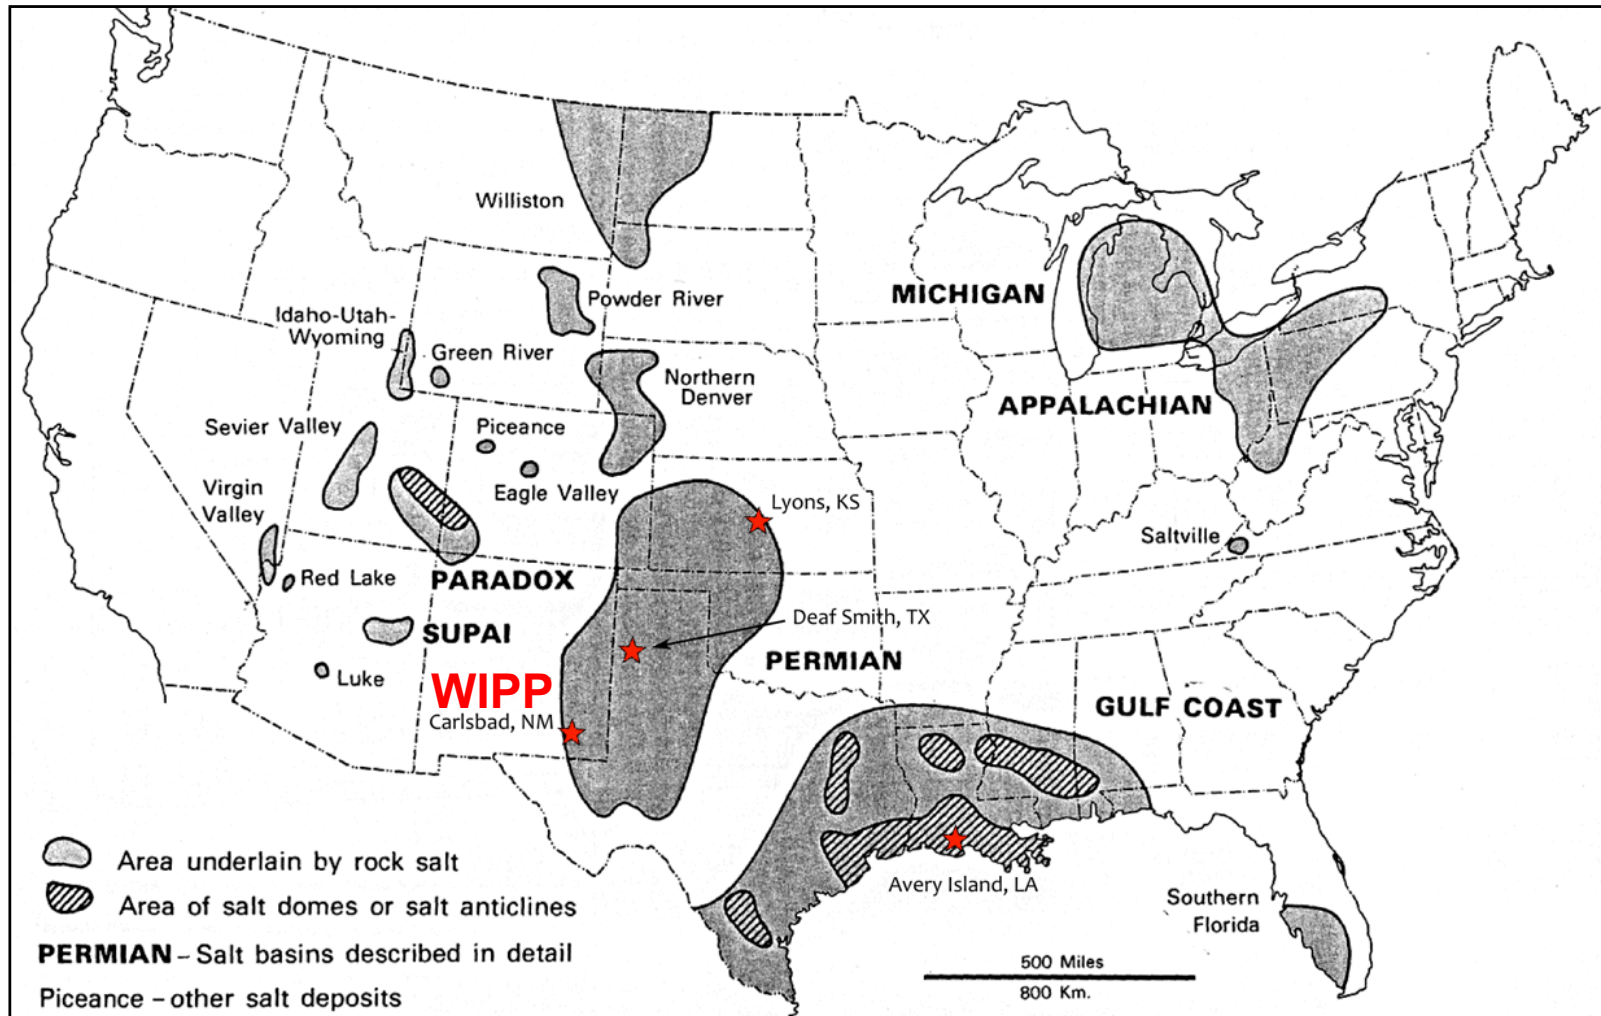 Williston
Powder River
Idaho-Utah-
Wyoming
Green River
Northern
Denver
MICHIGAN
APPALACHIAN
Sevier Valley
Piceance
Eagle Valley
Virgin
Valley
Lyons, KS
Saltville
Red Lake
PARADOX
Deaf Smith, TX
SUPAI
PERMIAN
Luke
WIPP
Carlsbad, NM
GULF COAST
Avery Island, LA
Southern
Florida
Area underlain by rock salt
Area of salt domes or salt anticlines
PERMIAN – Salt basins described in detail
Piceance – other salt deposits
500 Miles
800 Km.